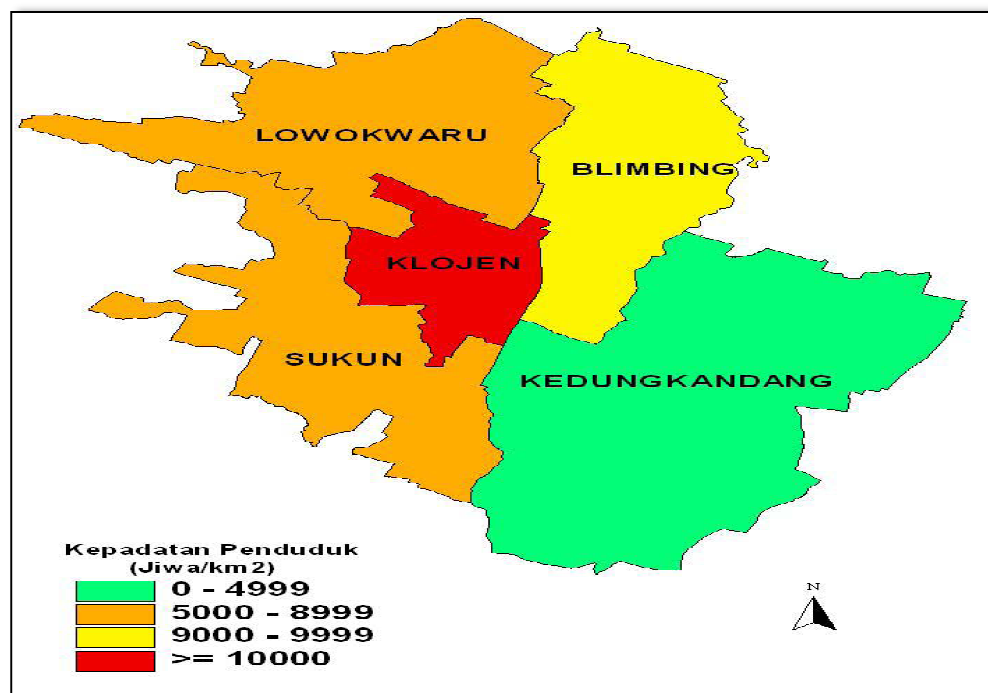 LOWOKWARU
BLIMBING
KLOJEN
SUKUN
KEDUNGKANDANG
Kepadatan Penduduk
(Jiwa/km2)
0 - 4999
5000 - 8999
9000 - 9999
>= 10000
N